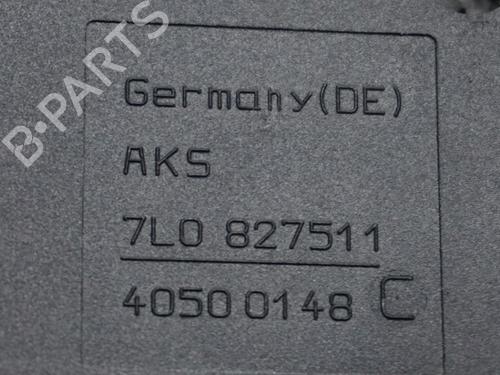 B-PARTS
Germany(DE)
AKS
7L0 827511
40500148 C